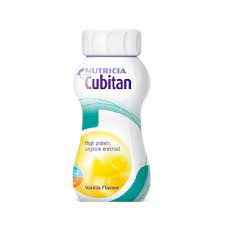 NUTRICIA
Cubitan
High protein,
arginine enriched
Vanilla Flavour